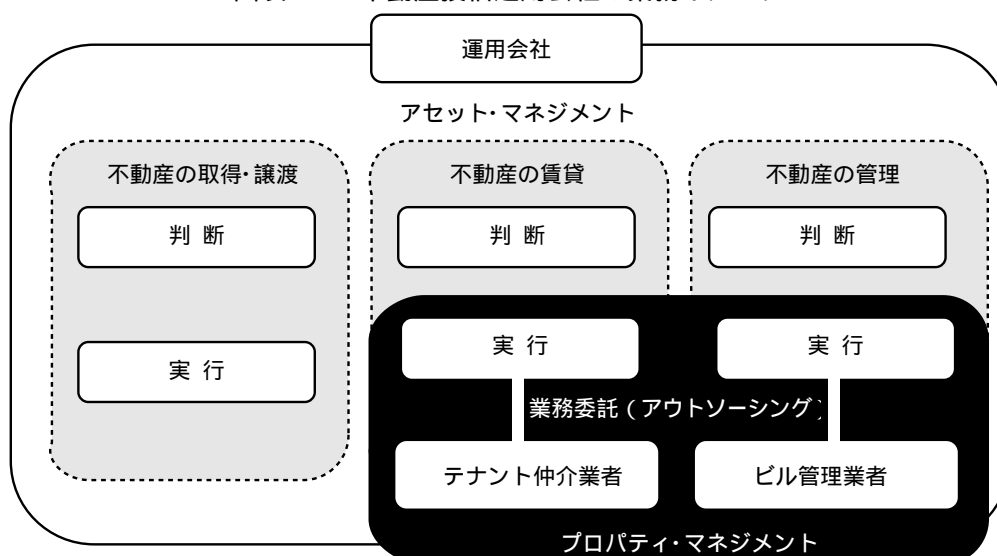 運用会社
アセット・マネジメント
不動産の取得・譲渡
不動産の賃貸
不動産の管理
判 断
判 断
判 断
実 行
実 行
実 行
業務委託(アウトソーシング)
テナント仲介業者
ビル管理業者
プロパティ・マネジメント